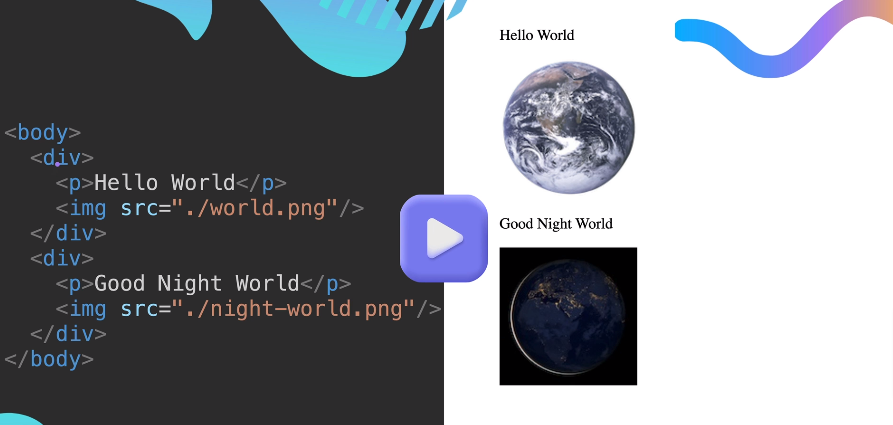 <body>
  <div>
    <p>Hello World</p>
    <img src="./world.png"/>
  </div>
  <div>
    <p>Good Night World</p>
    <img src="./night-world.png"/>
  </div>
</body>
Hello World
Good Night World